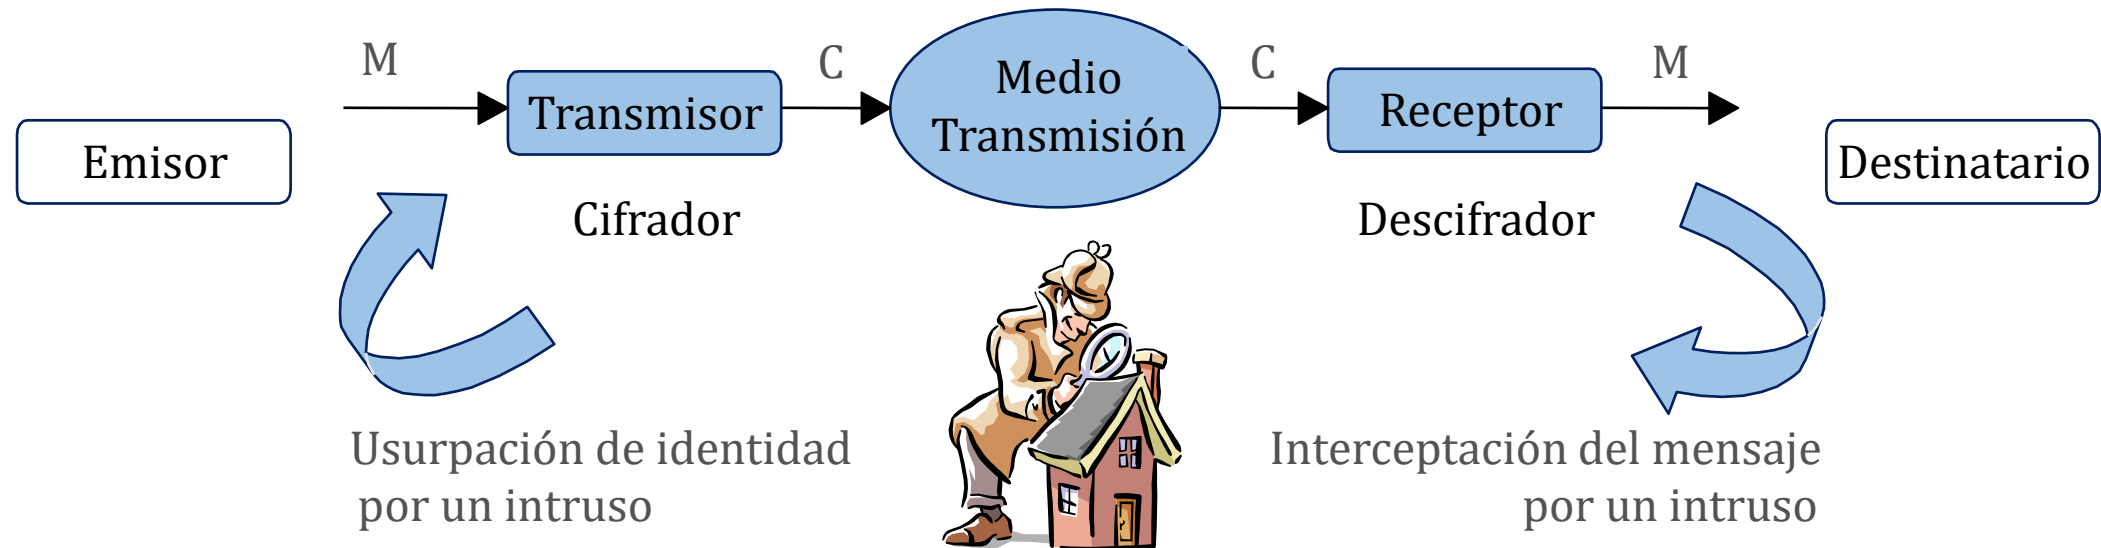 M
C
Medio
Transmisión
C
M
Emisor
Transmisor
Receptor
Destinatario
Cifrador
Descifrador
Usurpación de identidad
por un intruso
Interceptación del mensaje
por un intruso